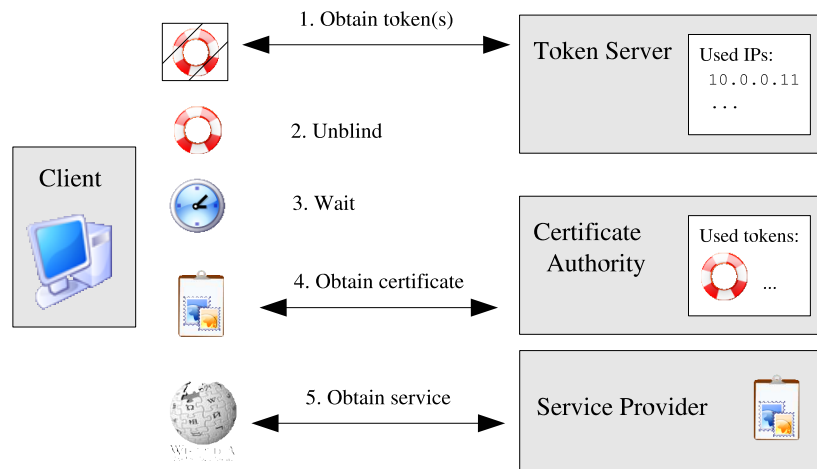 1. Obtain token(s)
Token Server
Used IPs:
10.0.0.11
...
2. Unblind
Client
3. Wait
Certificate
Authority
Used tokens:
...
4. Obtain certificate
5. Obtain service
Service Provider